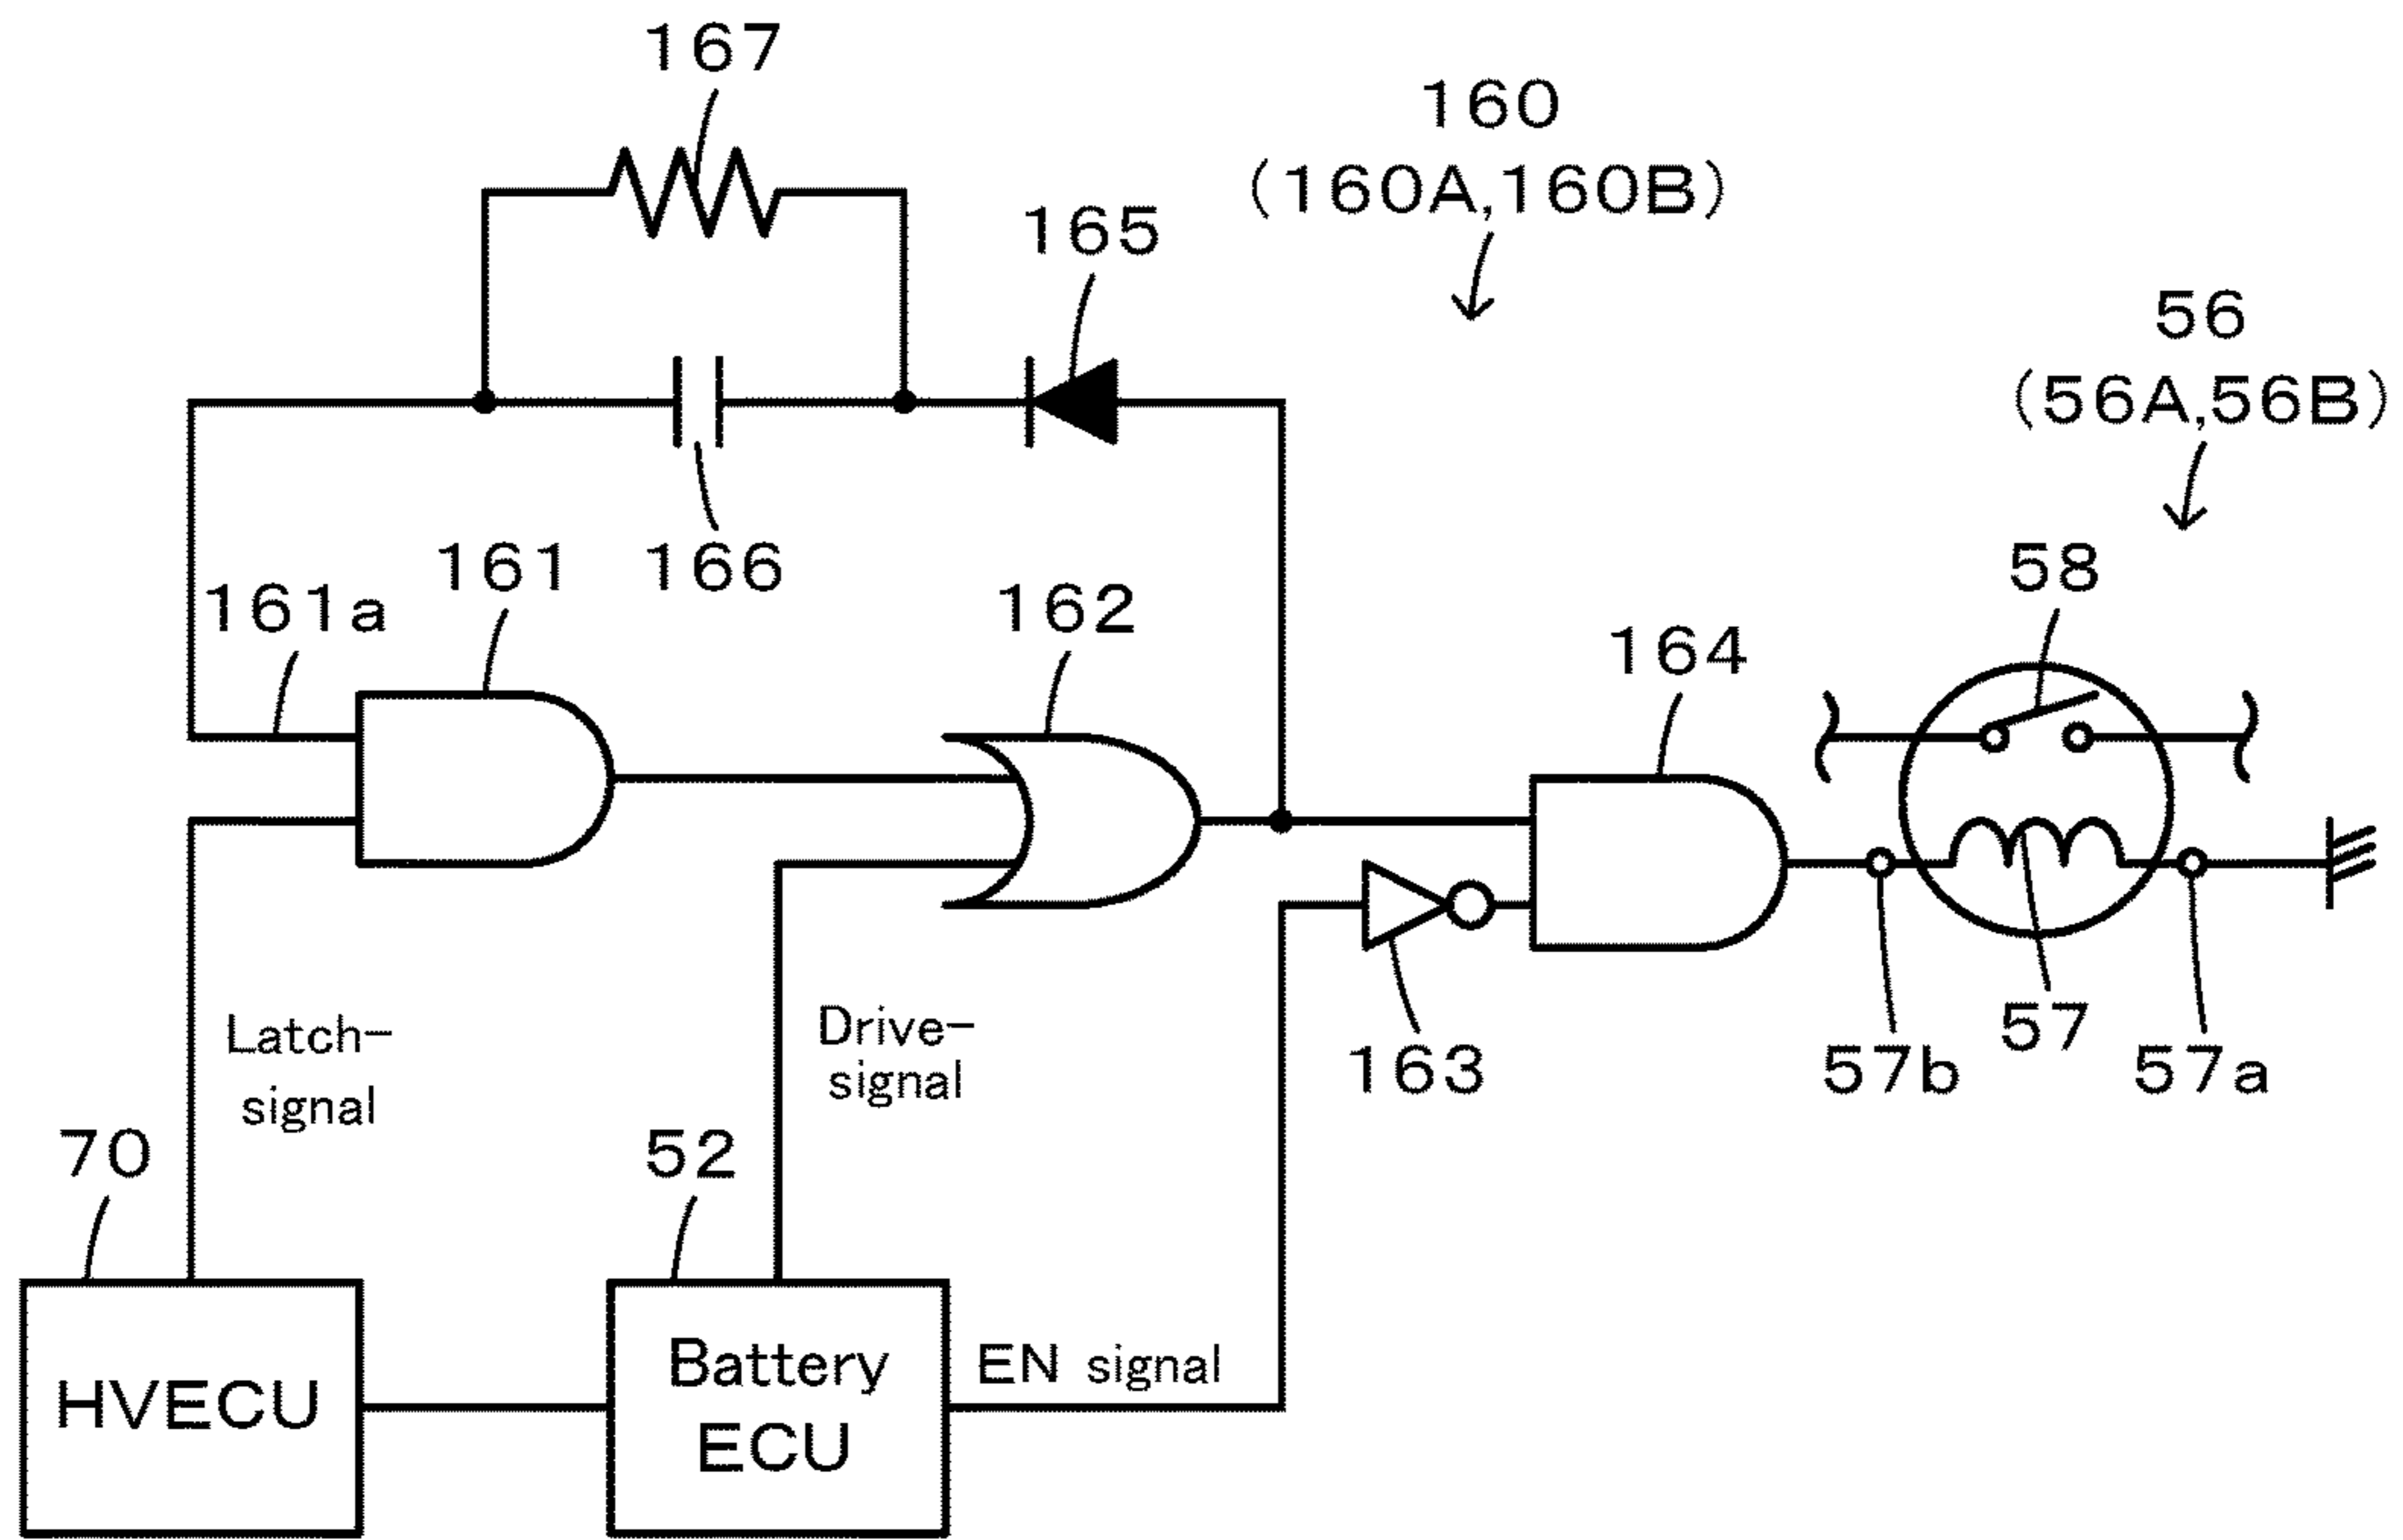 167
160
(160A,160B)
165
56
(56A,56B)
161
166
161a
162
58
164
Latch-
signal
Drive-
signal
163
57b
57
57a
70
52
HVECU
Battery
ECU
EN signal